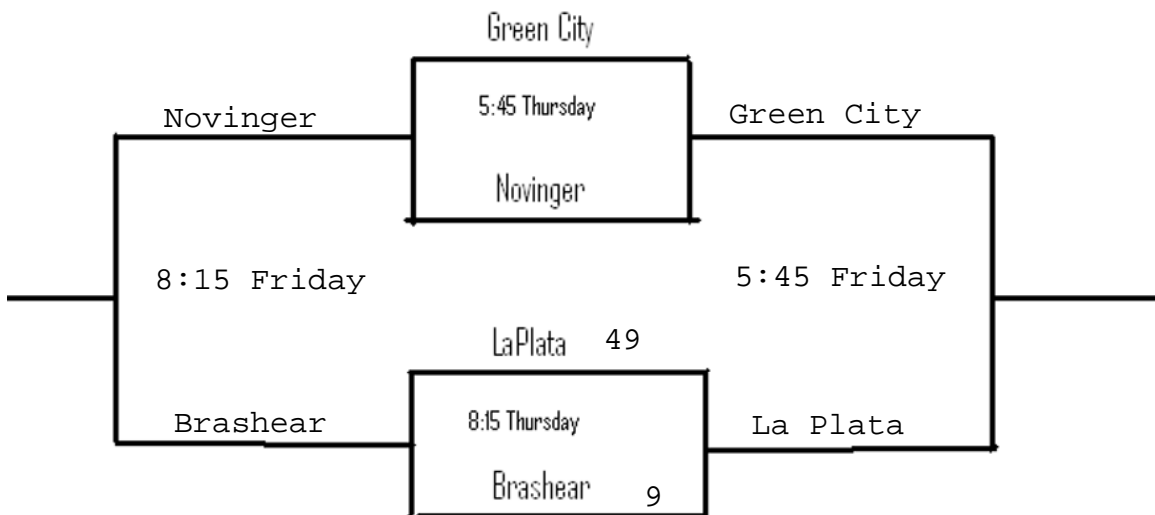 Green City
5:45 Thursday
Novinger
Green City
Novinger
8:15 Friday
5:45 Friday
LaPlata 49
8:15 Thursday
Brashear
La Plata
Brashear 9